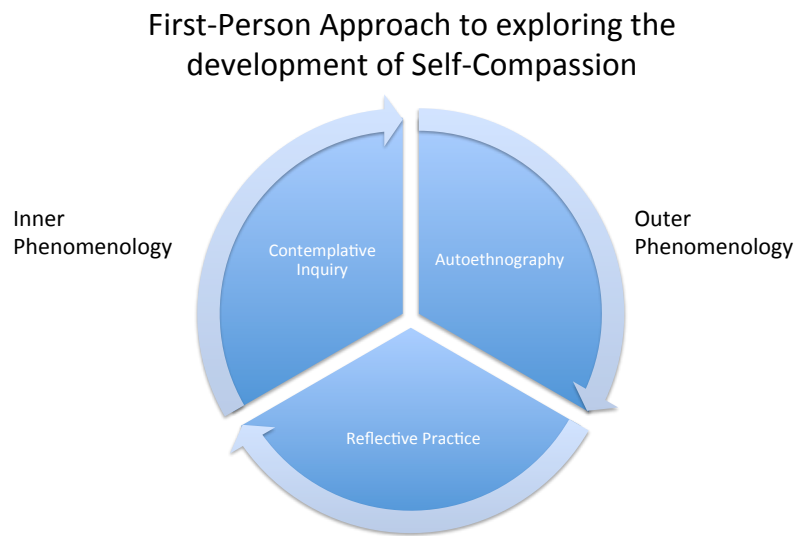 First-Person Approach to exploring the
development of Self-Compassion
Inner
Phenomenology
Contemplative
Inquiry
Autoethnography
Outer
Phenomenology
Reflective Practice